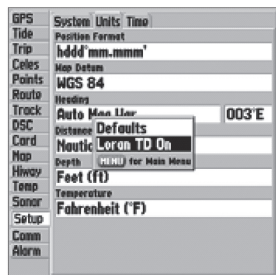 GPS
Tide
Trip
Celes
Points
Route
Track
DSC
Card
Map
Hiway
Temp
Sonar
Setup
Comm
Alarm
System Units Time
Position Format
hddd°mm.mmm'
Map Datum
WGS 84
Heading
Auto Mag Var 003°E
Distance
Nautic
Defaults
Loran TD On
MENU for Main Menu
Depth
Feet (ft)
Temperature
Fahrenheit (°F)